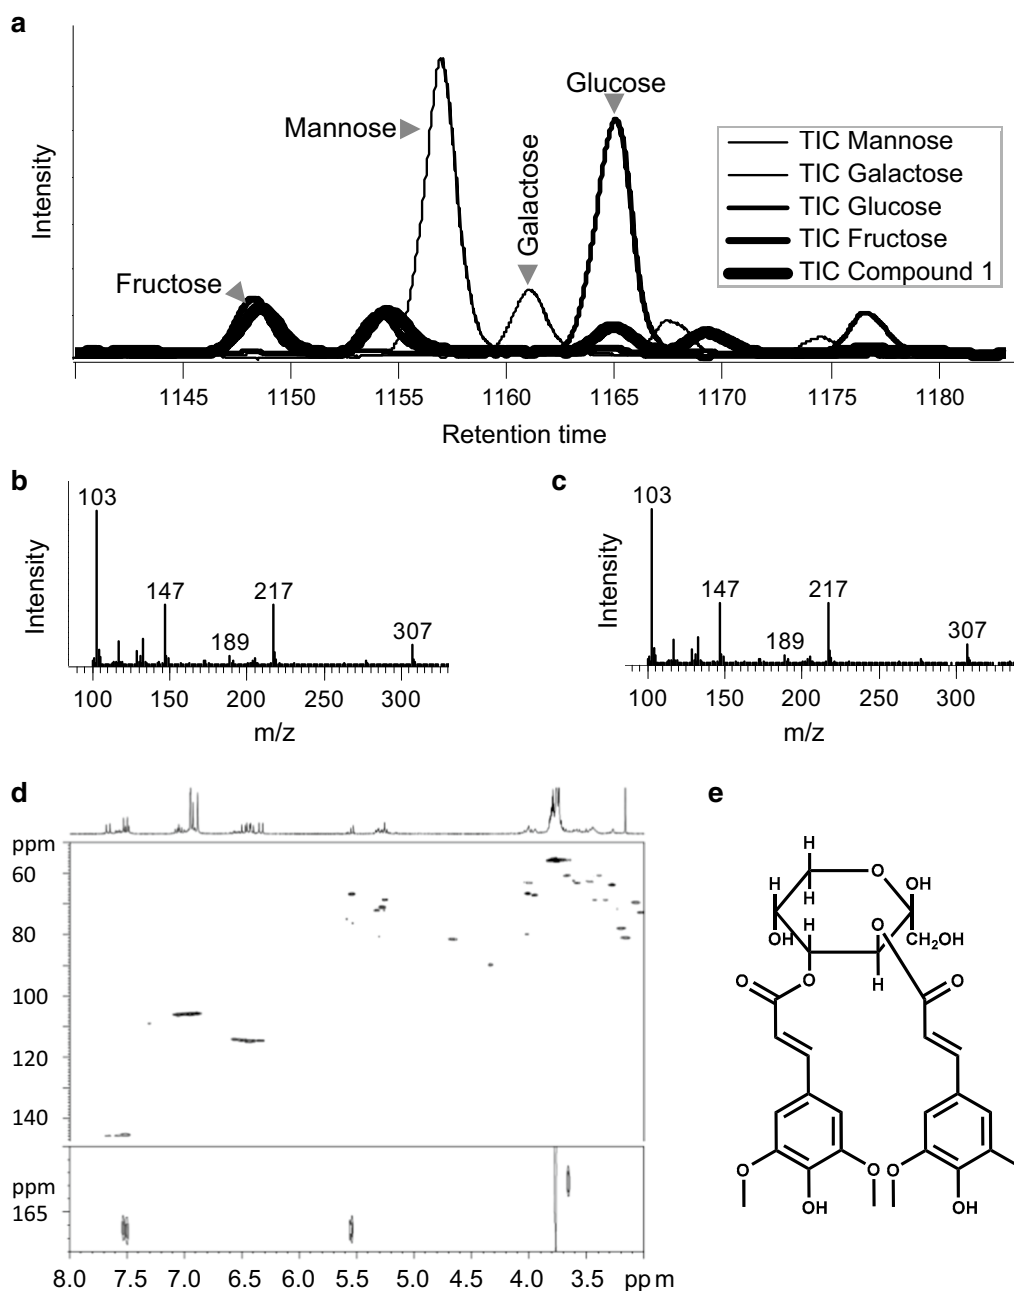 a
Intensity
Fructose
Mannose
Galactose
Glucose
TIC Mannose
TIC Galactose
TIC Glucose
TIC Fructose
TIC Compound 1
1145 1150 1155 1160 1165 1170 1175 1180
Retention time
b
Intensity
103
147
189
217
307
100 150 200 250 300
m/z
c
Intensity
103
147
189
217
307
100 150 200 250 300
m/z
d
ppm
60
80
100
120
140
ppm
165
8.0 7.5 7.0 6.5 6.0 5.5 5.0 4.5 4.0 3.5 ppm
e
H
O
H H OH
H O
OH CH₂OH
H
O
O O
O O
OH OH